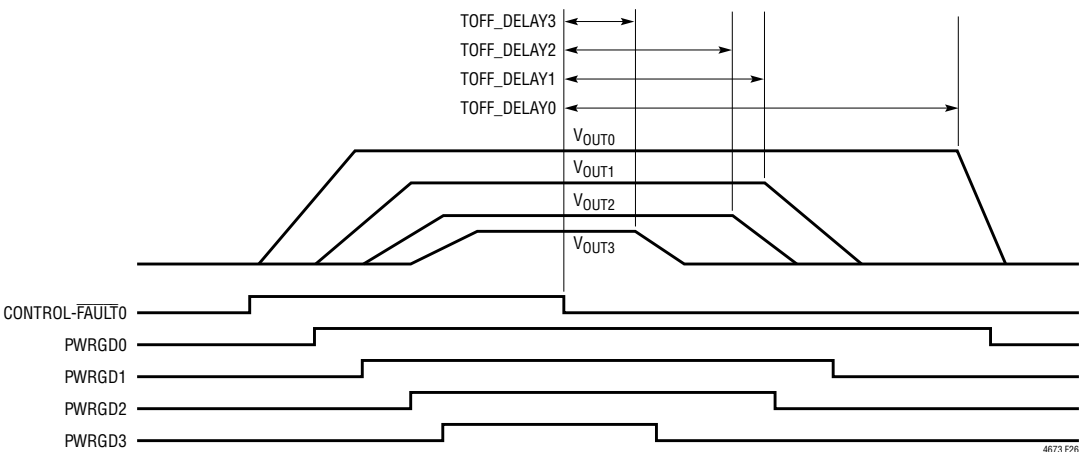 TOFF_DELAY3
TOFF_DELAY2
TOFF_DELAY1
TOFF_DELAY0
VOUT0
VOUT1
VOUT2
VOUT3
CONTROL-FAULT0
PWRGD0
PWRGD1
PWRGD2
PWRGD3
4673 F26